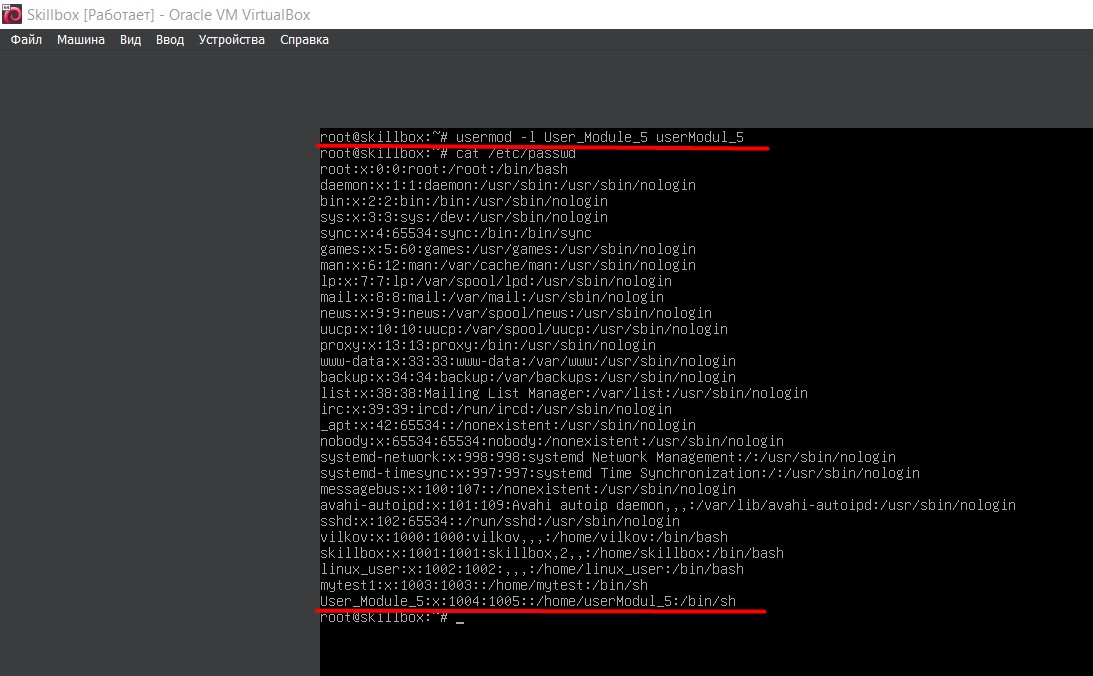 Skillbox [Работает] - Oracle VM VirtualBox
Файл Машина Вид Ввод Устройства Справка
root@skillbox:~# usermod -l User_Module_5 userModul_5
root@skillbox:~# cat /etc/passwd
root:x:0:0:root:/root:/bin/bash
daemon:x:1:1:daemon:/usr/sbin:/usr/sbin/nologin
bin:x:2:2:bin:/bin:/usr/sbin/nologin
sys:x:3:3:sys:/dev:/usr/sbin/nologin
sync:x:4:65534:sync:/bin:/bin/sync
games:x:5:60:games:/usr/games:/usr/sbin/nologin
man:x:6:12:man:/var/cache/man:/usr/sbin/nologin
lp:x:7:7:lp:/var/spool/lpd:/usr/sbin/nologin
mail:x:8:8:mail:/var/mail:/usr/sbin/nologin
news:x:9:9:news:/var/spool/news:/usr/sbin/nologin
uucp:x:10:10:uucp:/var/spool/uucp:/usr/sbin/nologin
proxy:x:13:13:proxy:/bin:/usr/sbin/nologin
www-data:x:33:33:www-data:/var/www:/usr/sbin/nologin
backup:x:34:34:backup:/var/backups:/usr/sbin/nologin
list:x:38:38:Mailing List Manager:/var/list:/usr/sbin/nologin
irc:x:39:39:ircd:/run/ircd:/usr/sbin/nologin
_apt:x:42:65534::/nonexistent:/usr/sbin/nologin
nobody:x:65534:65534:nobody:/nonexistent:/usr/sbin/nologin
systemd-network:x:998:998:systemd Network Management:/:/usr/sbin/nologin
systemd-timesync:x:997:997:systemd Time Synchronization:/:/usr/sbin/nologin
messagebus:x:100:107::/nonexistent:/usr/sbin/nologin
avahi-autoipd:x:101:109:Avahi autoip daemon,,,:/var/lib/avahi-autoipd:/usr/sbin/nologin
sshd:x:102:65534::/run/sshd:/usr/sbin/nologin
vilkov:x:1000:1000:vilkov,,,:/home/vilkov:/bin/bash
skillbox:x:1001:1001:skillbox,2,,:/home/skillbox:/bin/bash
linux_user:x:1002:1002:,,,:/home/linux_user:/bin/bash
mytest1:x:1003:1003::/home/mytest:/bin/sh
User_Module_5:x:1004:1005::/home/userModul_5:/bin/sh
root@skillbox:~# _